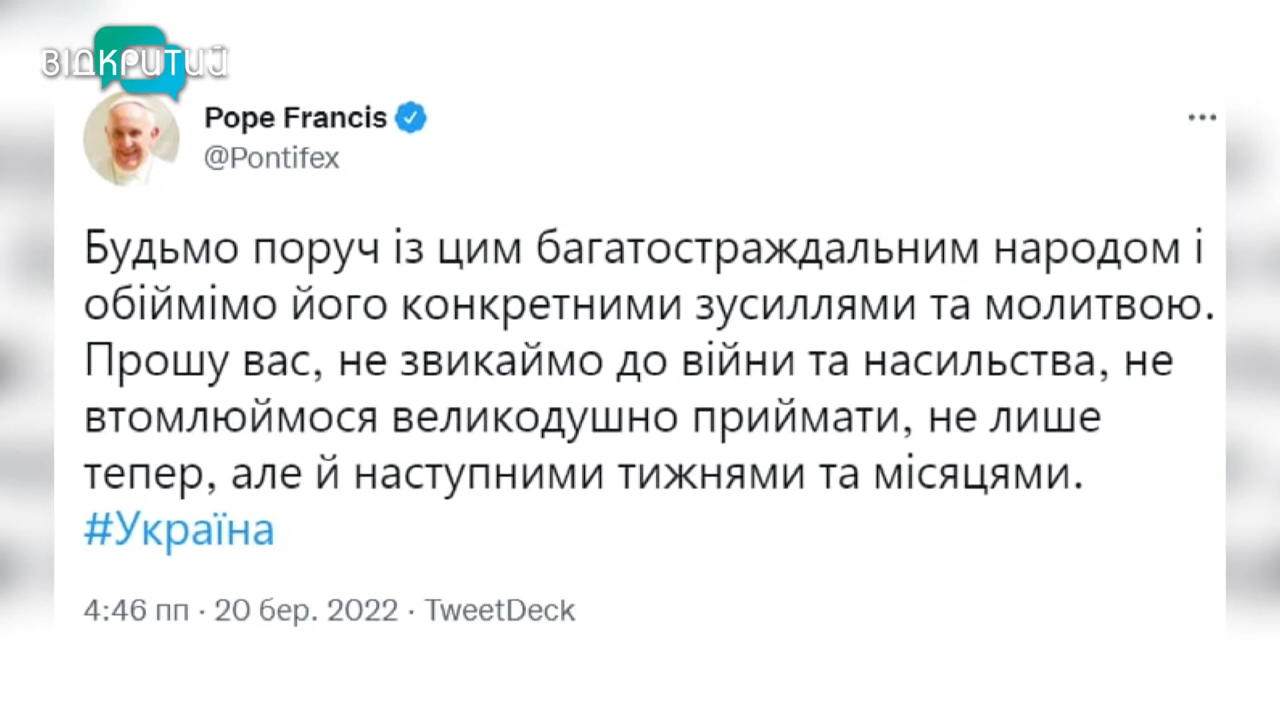 ВІДКРИТИЙ
Pope Francis
@Pontifex
Будьмо поруч із цим багатостраждальним народом і
обіймімо його конкретними зусиллями та молитвою.
Прошу вас, не звикаймо до війни та насильства, не
втомлюймося великодушно приймати, не лише
тепер, але й наступними тижнями та місяцями.
#Україна
4:46 пп · 20 бер. 2022 · TweetDeck